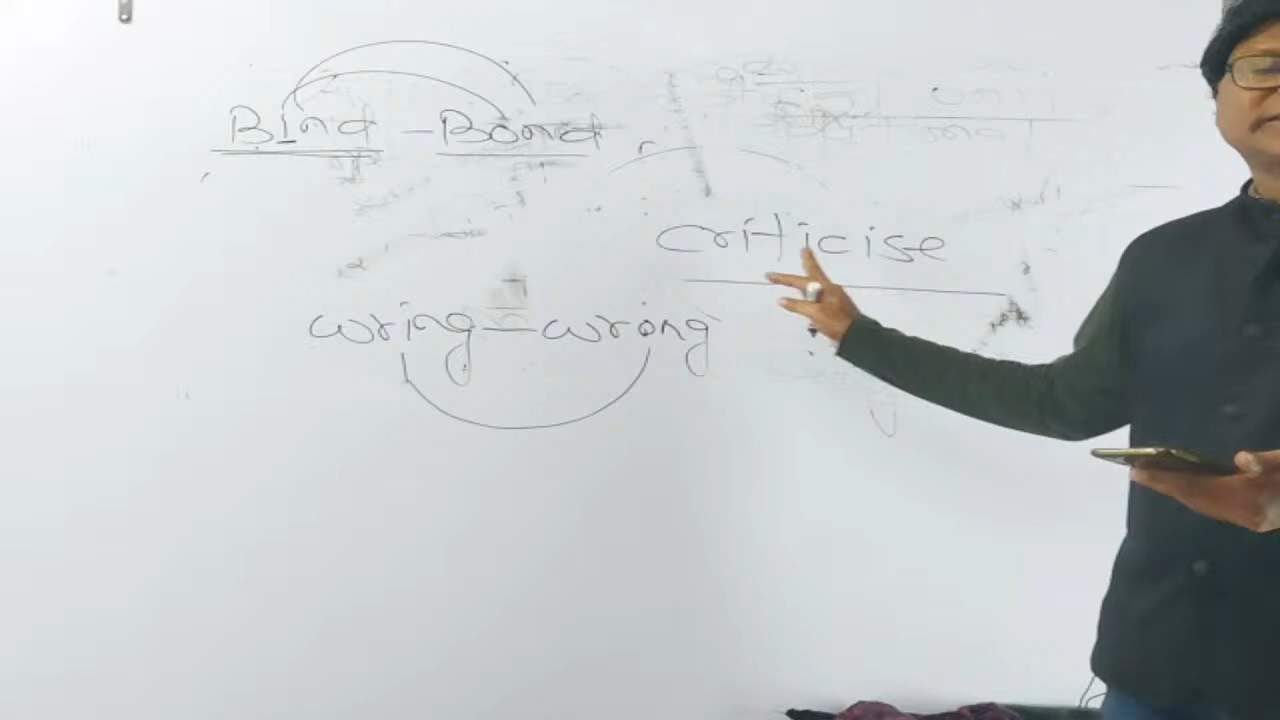 Bind - Bond
criticise
wring - wrong